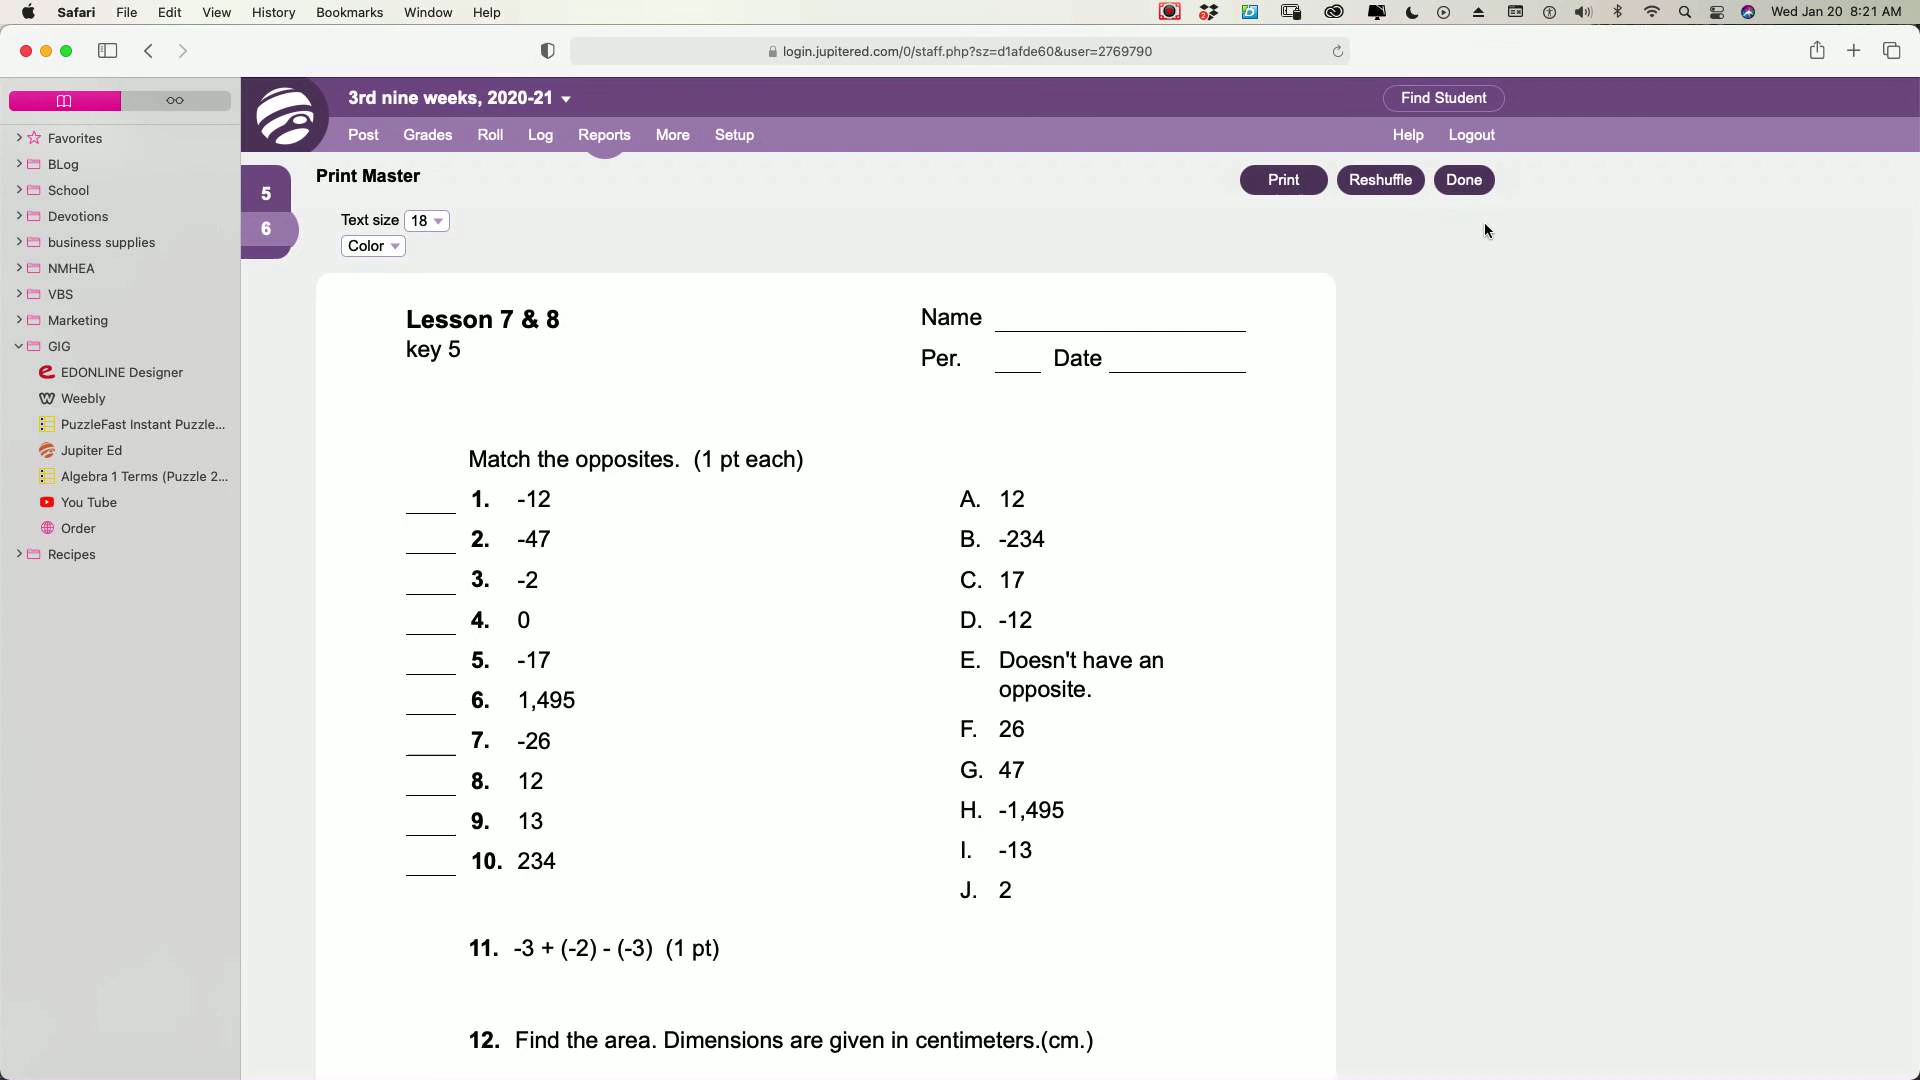 Safari File Edit View History Bookmarks Window Help Wed Jan 20 8:21 AM
login.jupitered.com/0/staff.php?sz=d1afde60&user=2769790
Favorites
BLog
School
Devotions
business supplies
NMHEA
VBS
Marketing
GIG
EDONLINE Designer
Weebly
PuzzleFast Instant Puzzle...
Jupiter Ed
Algebra 1 Terms (Puzzle 2...
You Tube
Order
Recipes
3rd nine weeks, 2020-21 Find Student
Post Grades Roll Log Reports More Setup Help Logout
5
6
Print Master Print Reshuffle Done
Text size 18
Color
Lesson 7 & 8
key 5
Name
Per. Date
Match the opposites. (1 pt each)
1. -12
2. -47
3. -2
4. 0
5. -17
6. 1,495
7. -26
8. 12
9. 13
10. 234
A. 12
B. -234
C. 17
D. -12
E. Doesn't have an
opposite.
F. 26
G. 47
H. -1,495
I. -13
J. 2
11. -3 + (-2) - (-3) (1 pt)
12. Find the area. Dimensions are given in centimeters.(cm.)